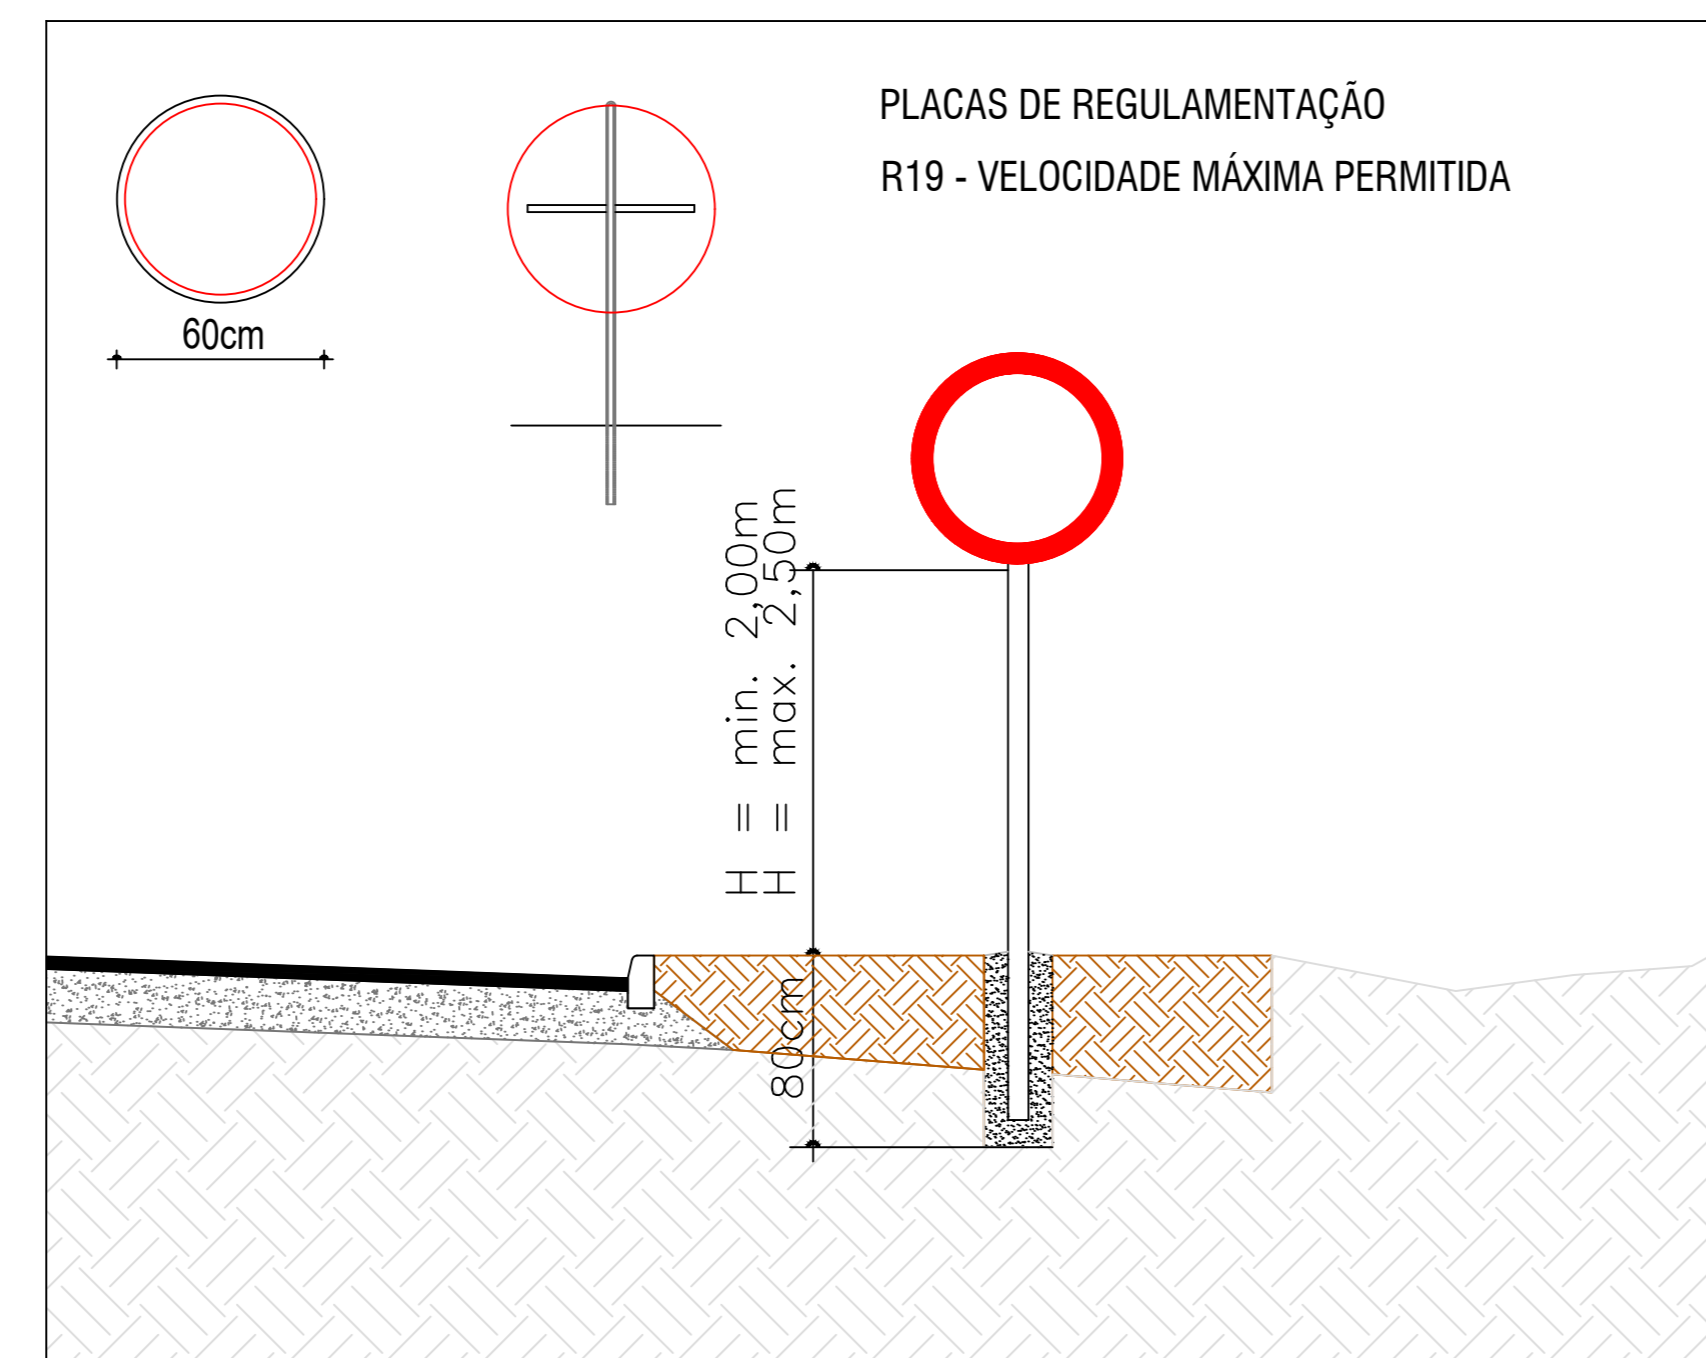 PLACAS DE REGULAMENTAÇÃO
R19 - VELOCIDADE MÁXIMA PERMITIDA
60cm
H = min. 2,00m
H = max. 2,50m
80cm